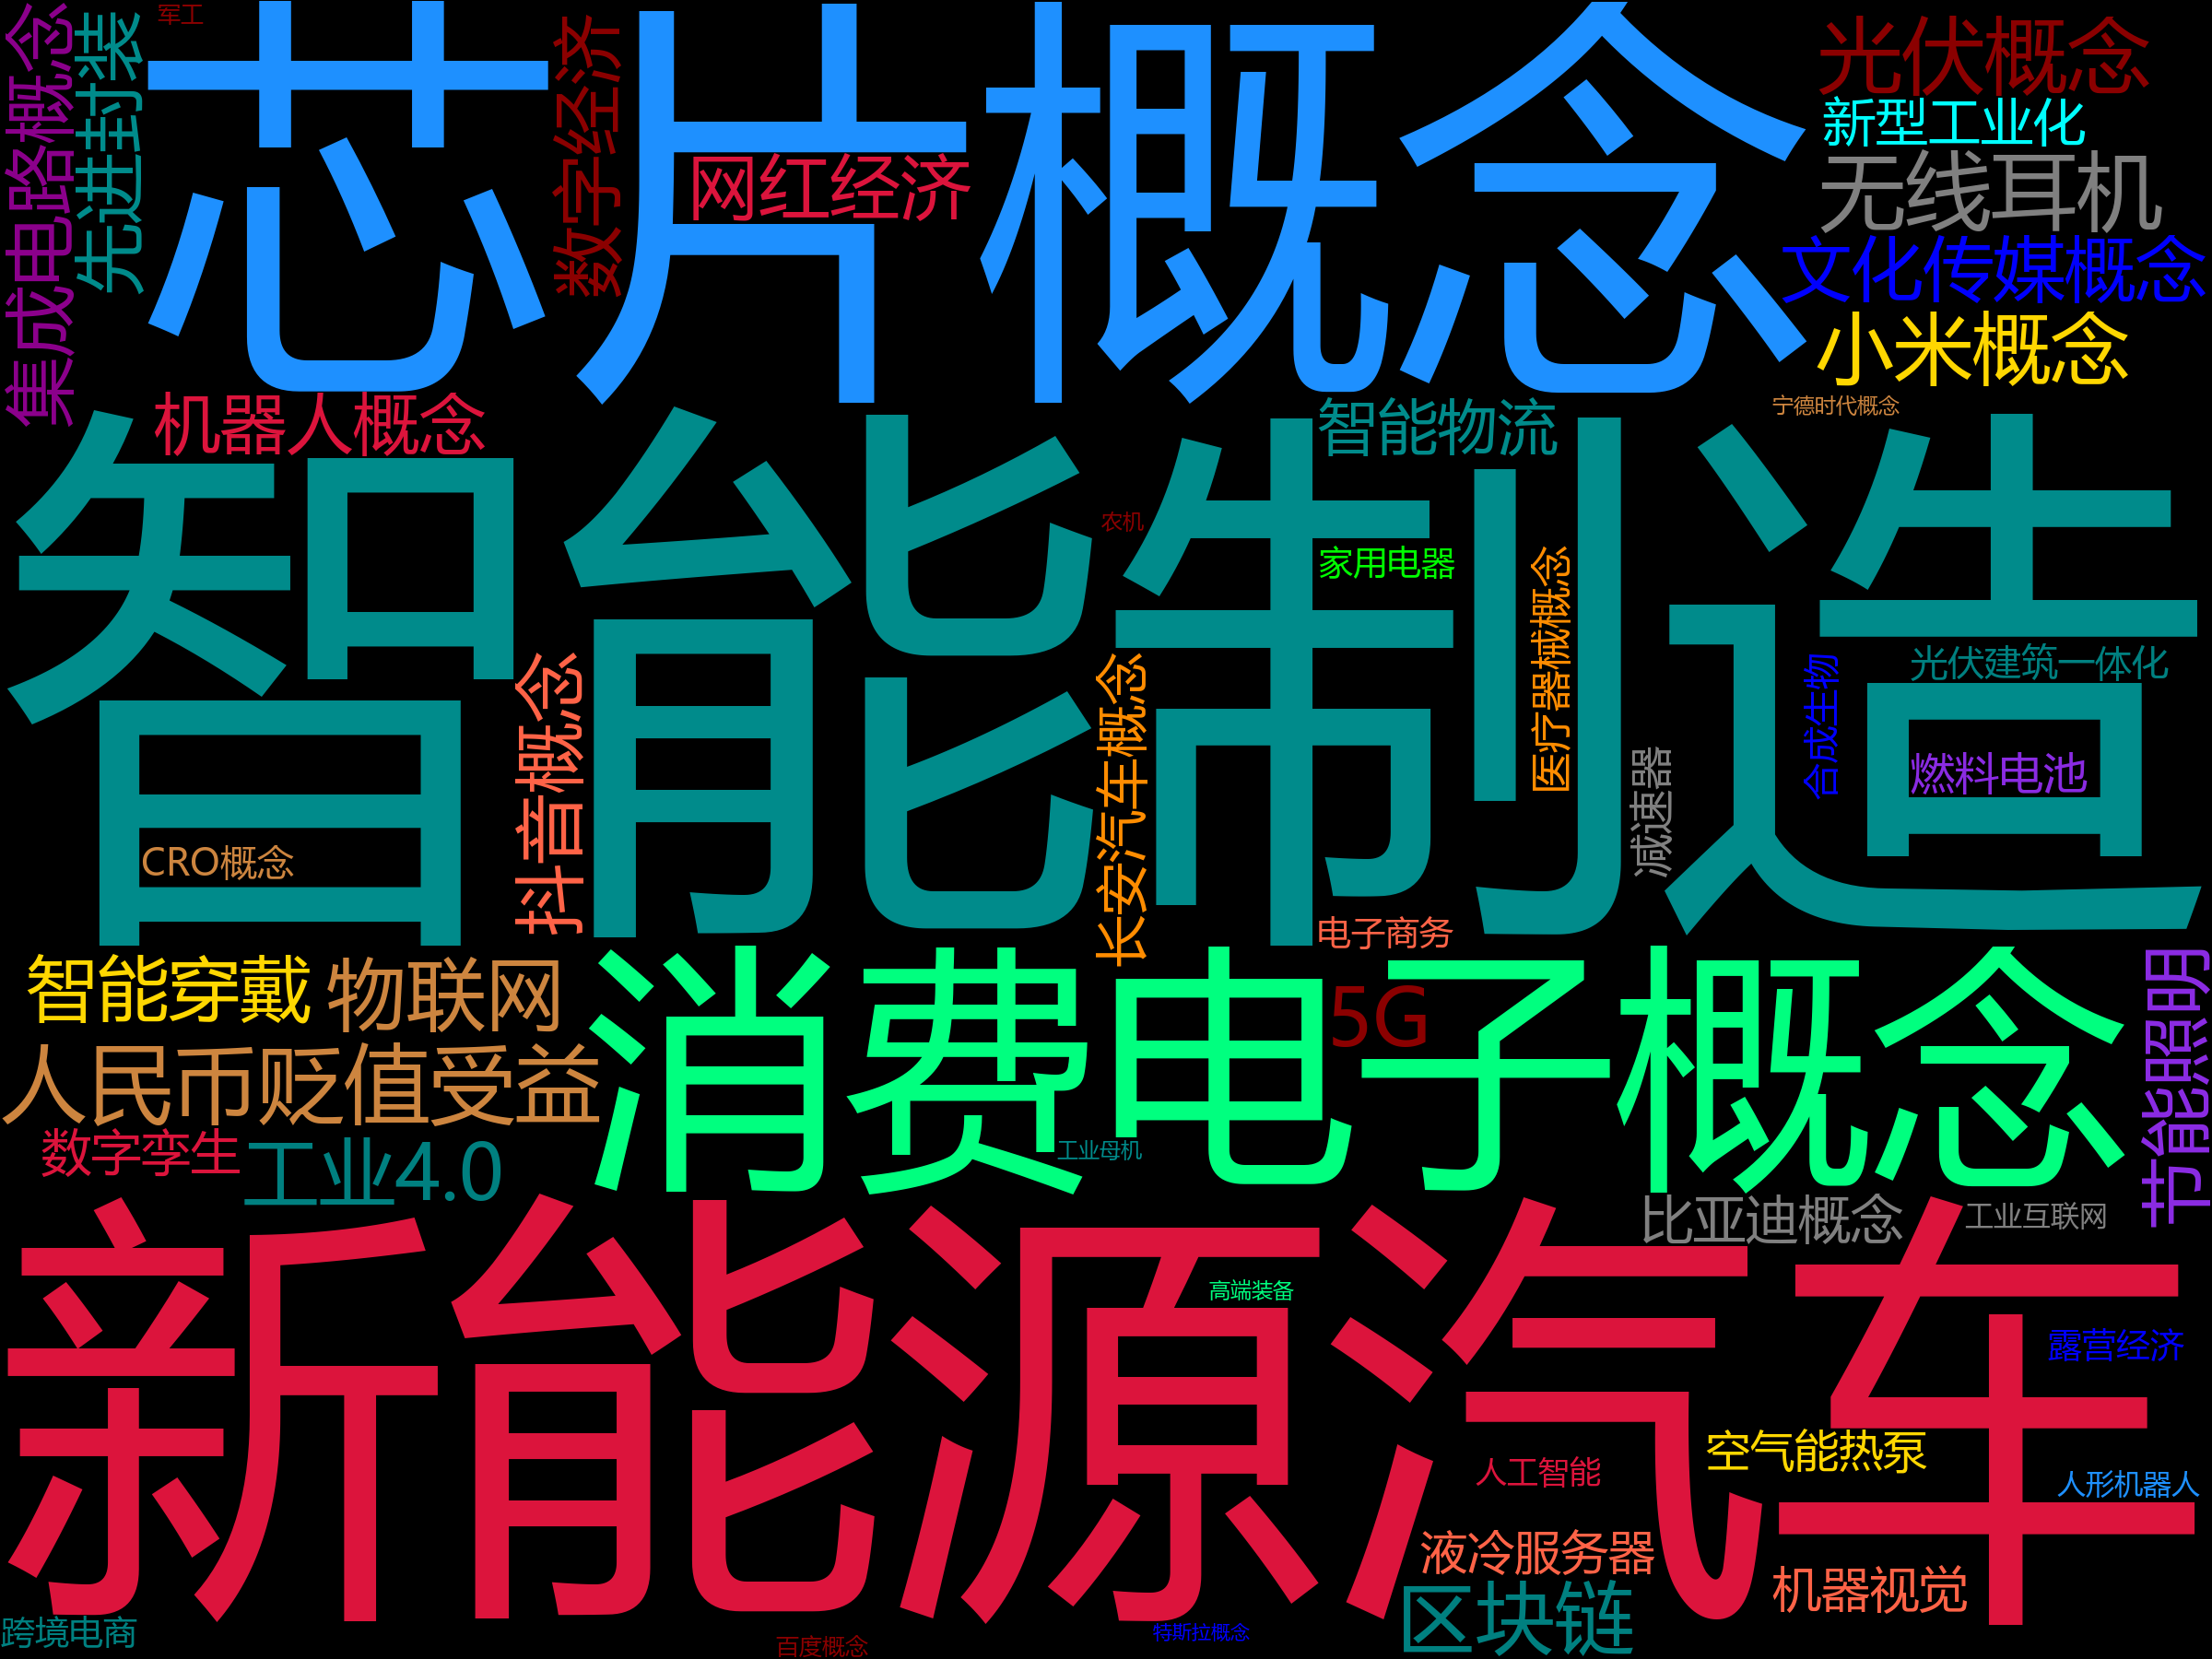 军工
芯片概念
光伏概念
集成电路概念
先进封装
数字经济
网红经济
新型工业化
无线耳机
文化传媒概念
小米概念
机器人概念
智能物流
宁德时代概念
智能制造
农机
家用电器
医疗器械概念
抖音概念
长安汽车概念
光伏建筑一体化
合成生物
减速器
燃料电池
CRO概念
电子商务
智能穿戴
物联网
消费电子概念
5G
节能照明
人民币贬值受益
数字孪生
工业4.0
工业母机
比亚迪概念
工业互联网
新能源汽车
高端装备
露营经济
空气能热泵
人工智能
人形机器人
液冷服务器
机器视觉
区块链
跨境电商
百度概念
特斯拉概念